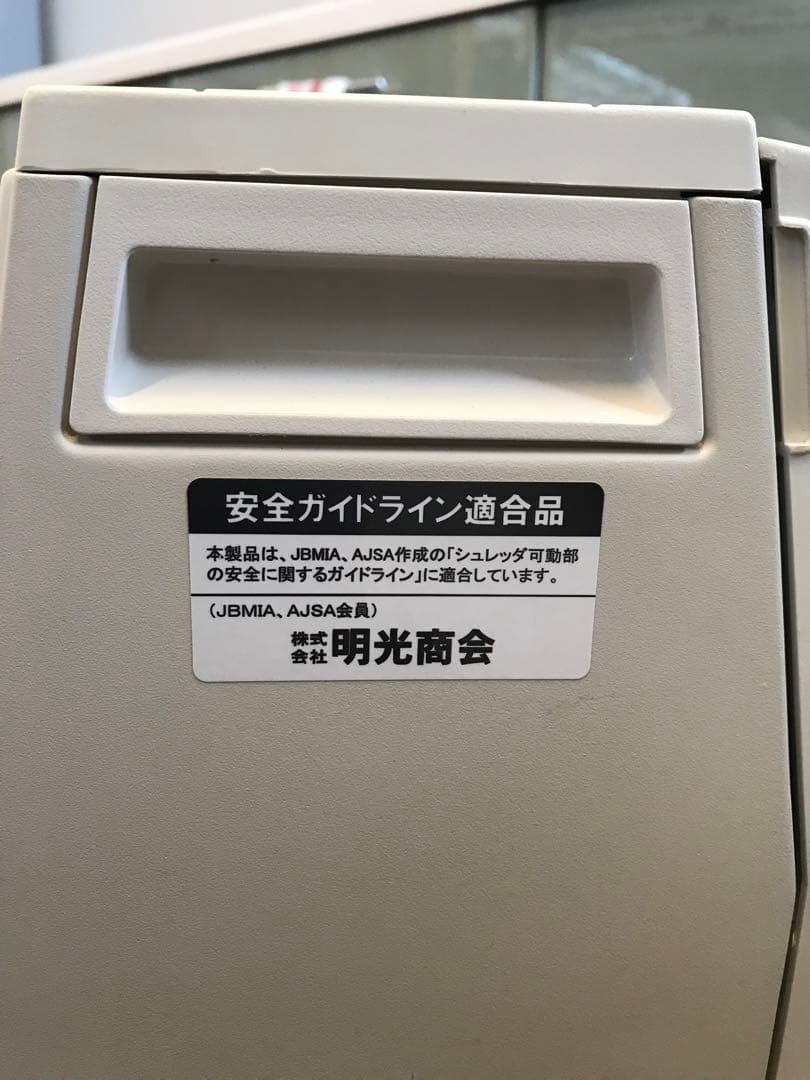 安全ガイドライン適合品
本製品は、JBMIA、AJSA作成の「シュレッダ可動部
の安全に関するガイドライン」に適合しています。
（JBMIA、AJSA会員）
株式会社 明光商会